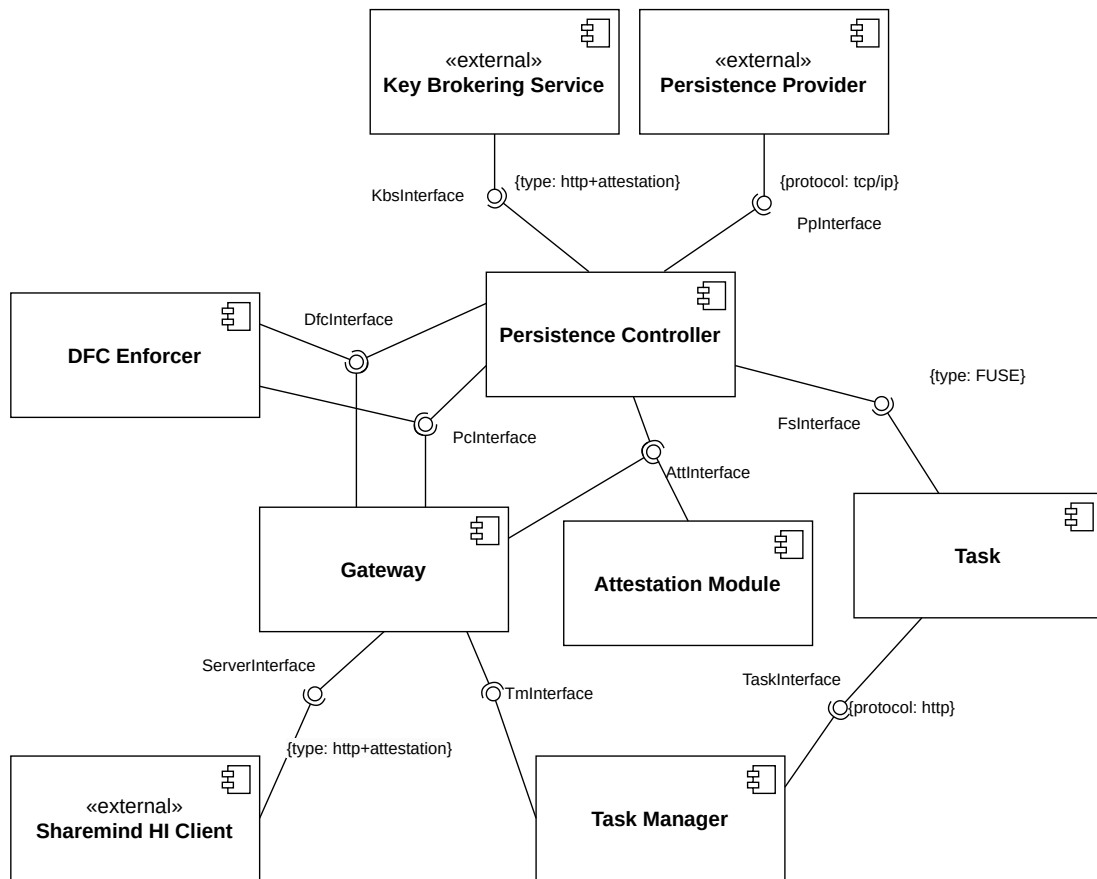 «external»
Key Brokering Service
«external»
Persistence Provider
KbsInterface
{type: http+attestation}
{protocol: tcp/ip}
PpInterface
DFC Enforcer
DfcInterface
Persistence Controller
{type: FUSE}
FsInterface
PcInterface
AttInterface
Gateway
Attestation Module
Task
ServerInterface
TmInterface
TaskInterface
{protocol: http}
{type: http+attestation}
«external»
Sharemind HI Client
Task Manager